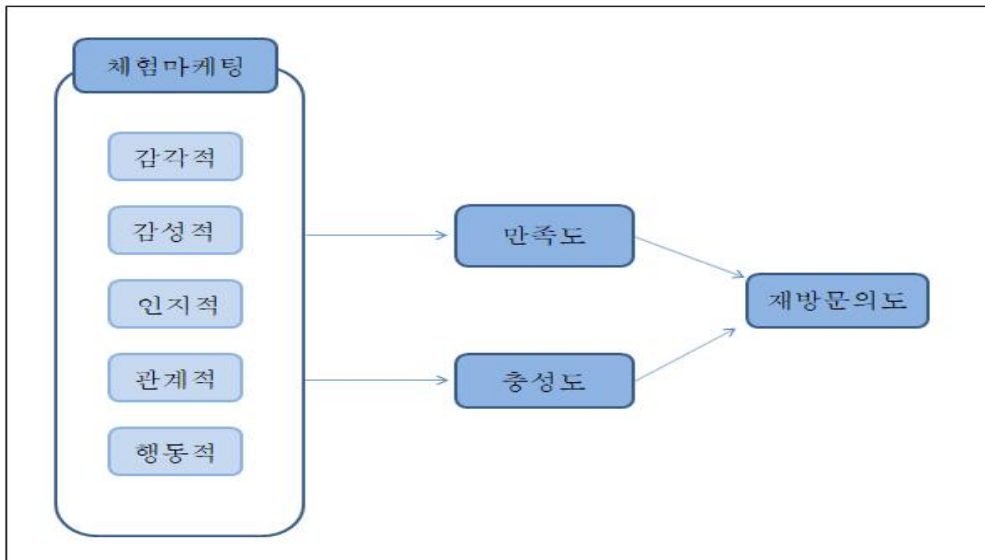 체험마케팅
감각적
감성적
인지적
관계적
행동적
만족도
충성도
재방문의도